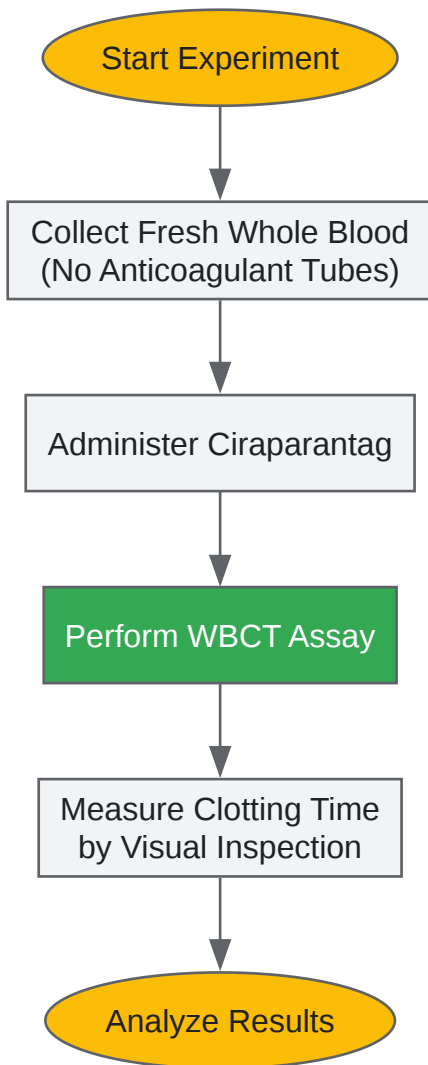 Start Experiment
Collect Fresh Whole Blood
(No Anticoagulant Tubes)
Administer Ciraparantag
Perform WBCT Assay
Measure Clotting Time
by Visual Inspection
Analyze Results